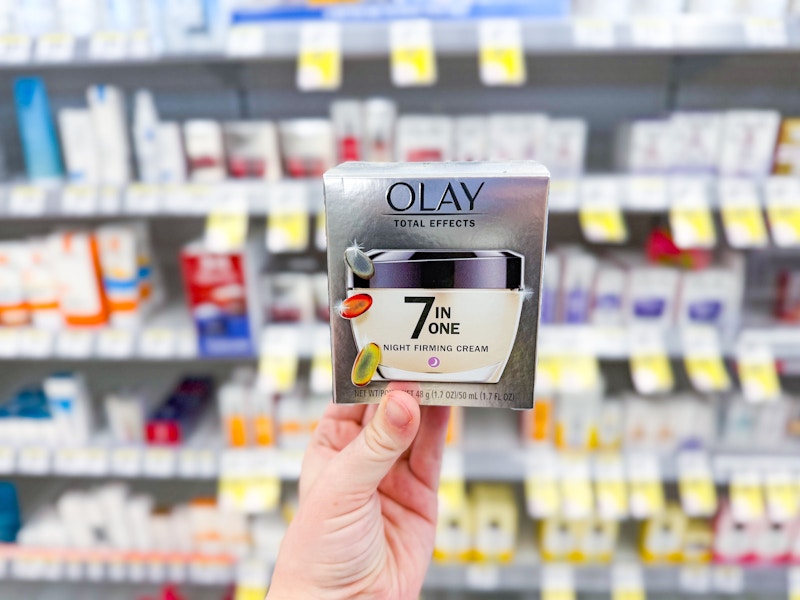 OLAY
TOTAL EFFECTS
7 IN
ONE
NIGHT FIRMING CREAM
48 g (1.7 OZ/50 mL (1.7 FL OZ)